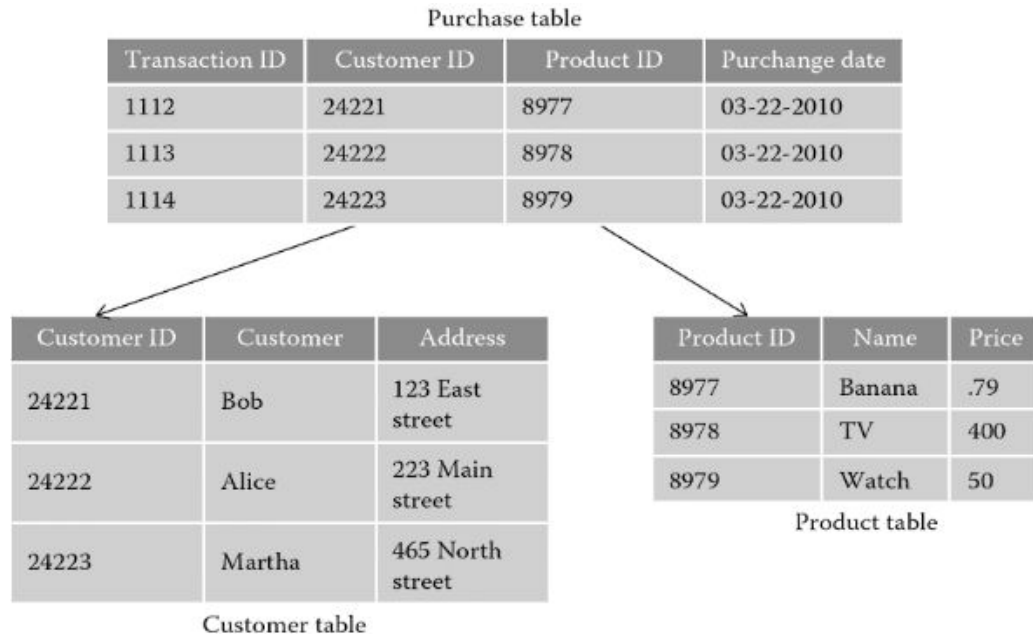 Purchase table
Transaction ID Customer ID Product ID Purchange date
1112 24221 8977 03-22-2010
1113 24222 8978 03-22-2010
1114 24223 8979 03-22-2010
Customer ID Customer Address
24221 Bob 123 East
street
24222 Alice 223 Main
street
24223 Martha 465 North
street
Customer table
Product ID Name Price
8977 Banana .79
8978 TV 400
8979 Watch 50
Product table